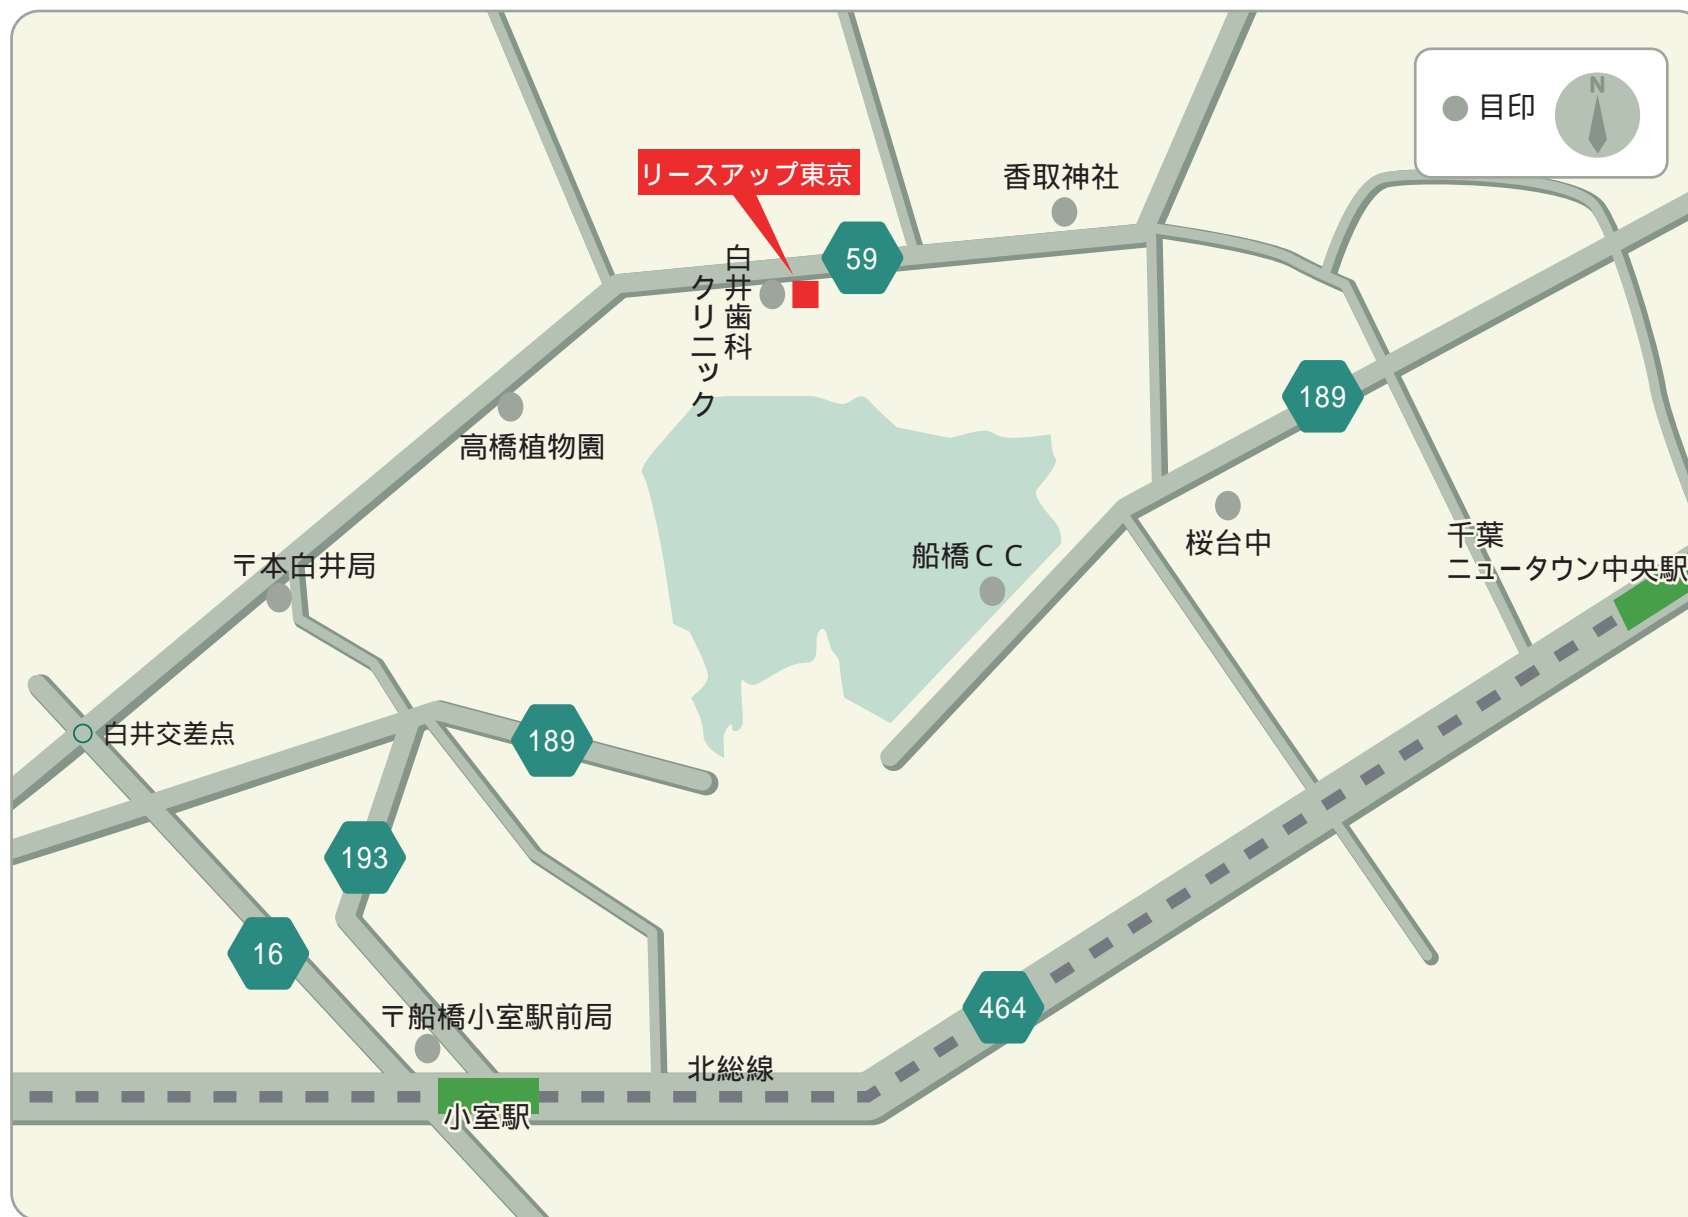 N
目印
リースアップ東京
香取神社
59
白井歯科
クリニック
189
高橋植物園
桜台中
千葉
ニュータウン中央駅
船橋ＣＣ
〒本白井局
白井交差点
189
193
16
464
〒船橋小室駅前局
北総線
小室駅